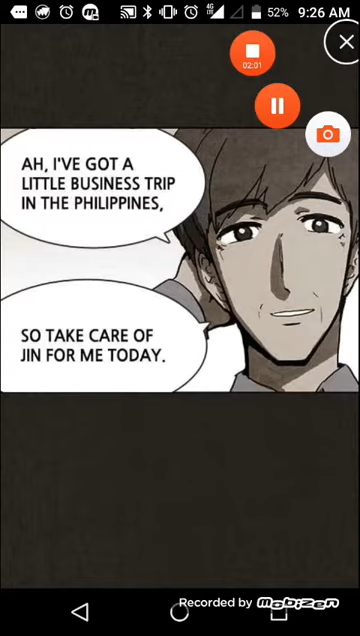 4G
52% 9:26 AM
02:01
AH, I'VE GOT A
LITTLE BUSINESS TRIP
IN THE PHILIPPINES,
SO TAKE CARE OF
JIN FOR ME TODAY.
Recorded by Mobizen